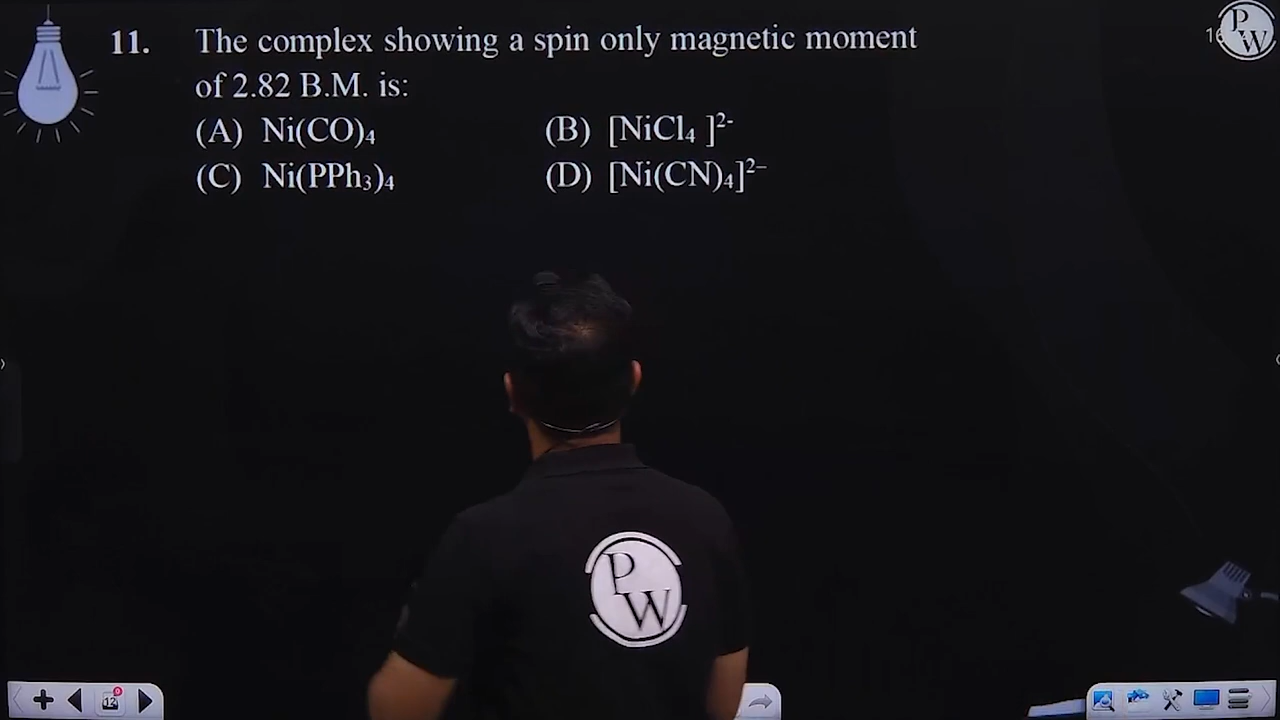 11. The complex showing a spin only magnetic moment
of 2.82 B.M. is:
(A) Ni(CO)₄ (B) [NiCl₄ ]²⁻
(C) Ni(PPh₃)₄ (D) [Ni(CN)₄]²⁻
PW
PW